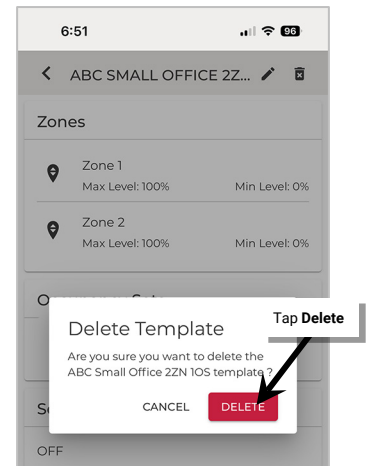 6:51
96
ABC SMALL OFFICE 2Z...
Zones
Zone 1
Max Level: 100% Min Level: 0%
Zone 2
Max Level: 100% Min Level: 0%
Tap Delete
Delete Template
Are you sure you want to delete the
ABC Small Office 2ZN 1OS template ?
CANCEL DELETE
OFF